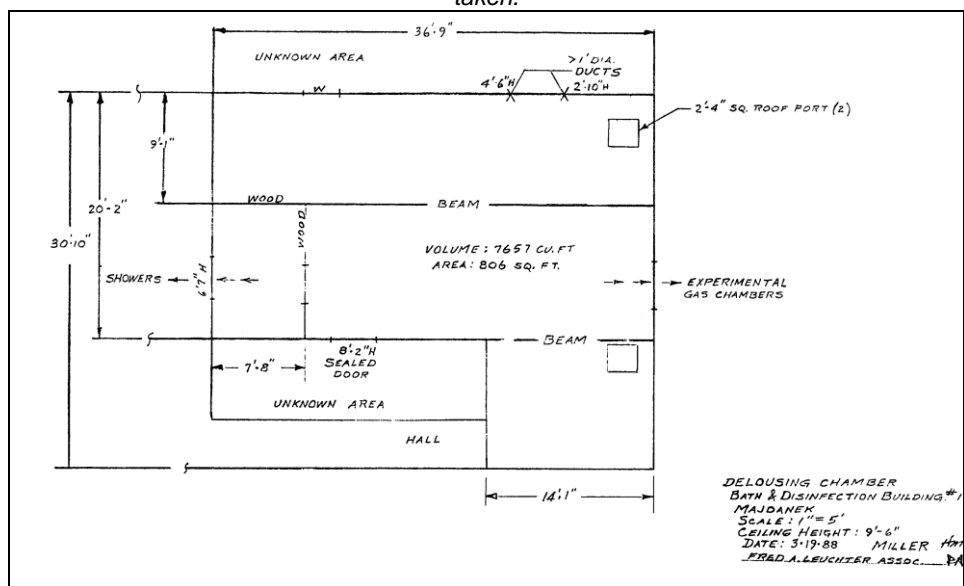 taken.
36'-9"
UNKNOWN AREA
>1' DIA.
DUCTS
4'-6"H
2'-10"H
W
2'-4" SQ. ROOF PORT (2)
9'-1"
20'-2"
30'-10"
WOOD
BEAM
WOOD
VOLUME : 7657 CU. FT
AREA : 806 SQ. FT.
SHOWERS
6'-7" H
EXPERIMENTAL
GAS CHAMBERS
BEAM
8'-2"H
SEALED
DOOR
7'-8"
UNKNOWN AREA
HALL
14'-1"
DELOUSING CHAMBER
BATH & DISINFECTION BUILDING #1
MAJDANEK
SCALE : 1" = 5'
CEILING HEIGHT : 9'-6"
DATE : 3-19-88 MILLER
FRED A. LEUCHTER ASSOC.